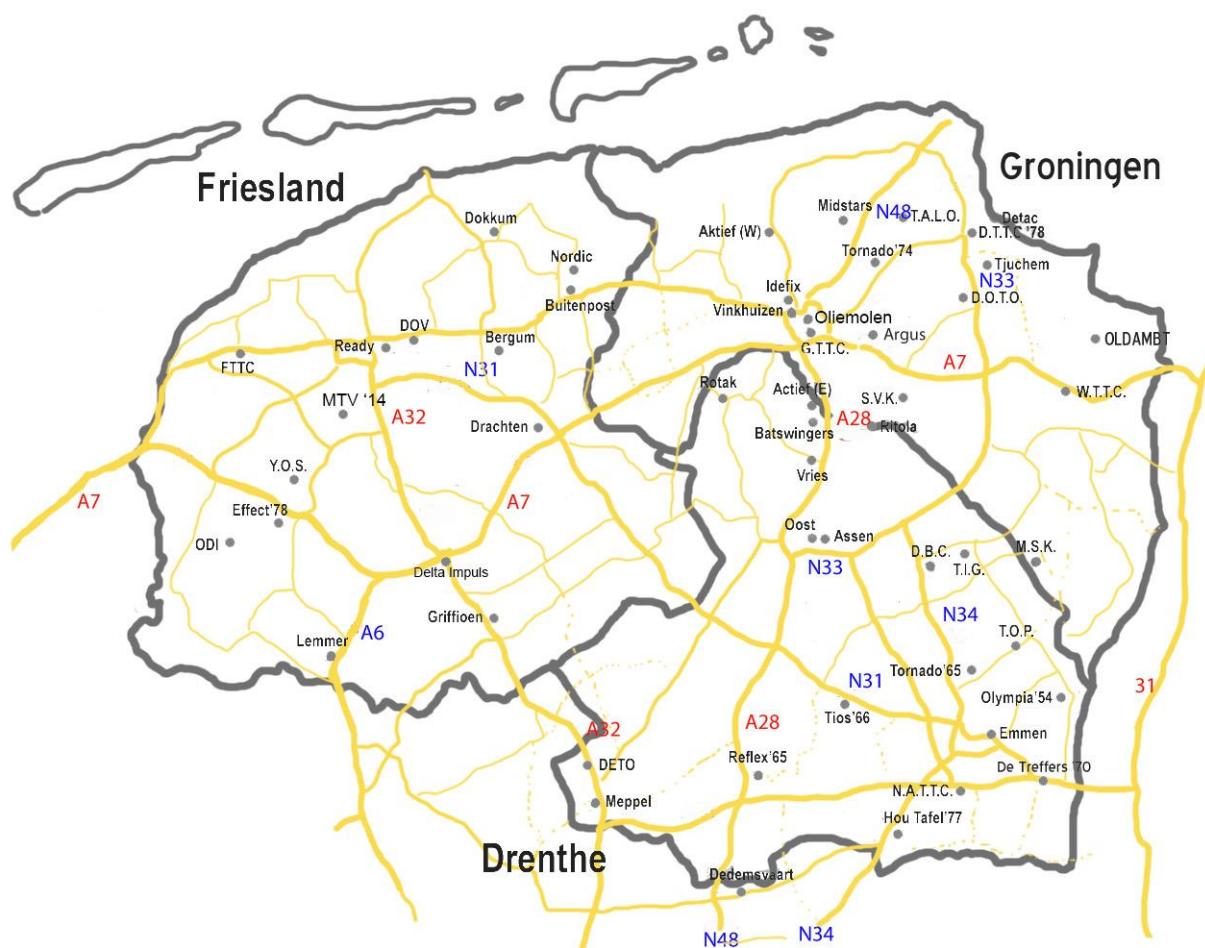 Friesland
Groningen
Drenthe
Dokkum
Nordic
Buitenpost
DOV
Ready
Bergum
N31
FTTC
MTV '14
A32
Drachten
A7
Y.O.S.
Effect'78
ODI
A7
Delta Impuls
Griffioen
Lemmer
A6
Midstars
N48
T.A.L.O.
Detac
D.T.T.C '78
Aktief (W)
Tornado'74
Tjuchem
N33
D.O.T.O.
Idefix
Vinkhuizen
Oliemolen
Argus
G.T.T.C.
OLDAMBT
A7
W.T.T.C.
Rotak
Actief (E)
S.V.K.
A28
Ritola
Batswingers
Vries
Oost
Assen
N33
D.B.C.
T.I.G.
M.S.K.
N34
T.O.P.
Tornado'65
N31
Olympia'54
31
Tios'66
A28
Emmen
A32
DETO
Reflex'65
De Treffers '70
Meppel
N.A.T.T.C.
Hou Tafel'77
Dedemsvaart
N48
N34